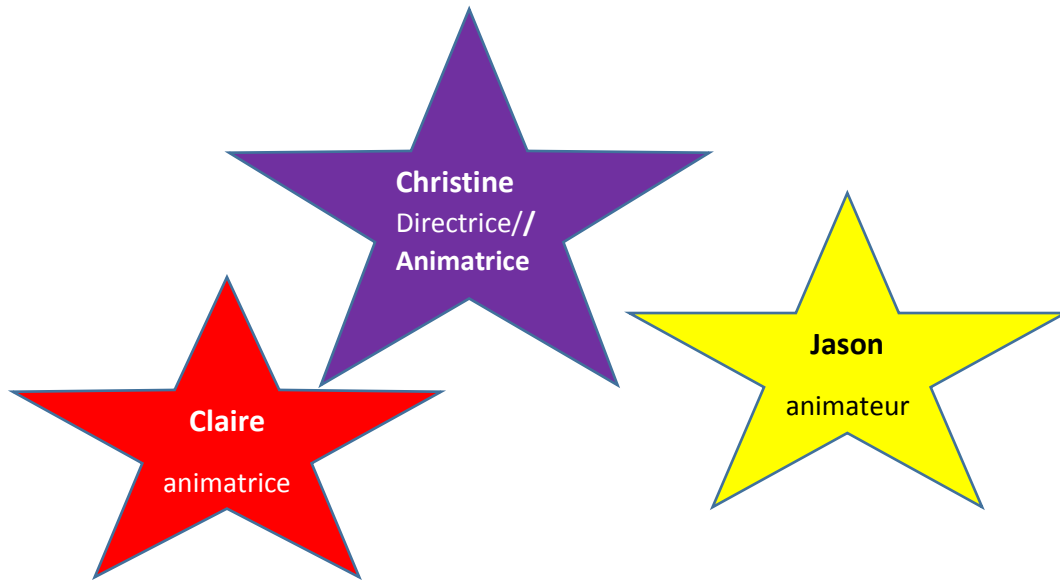 Christine
Directrice//
Animatrice
Jason
animateur
Claire
animatrice